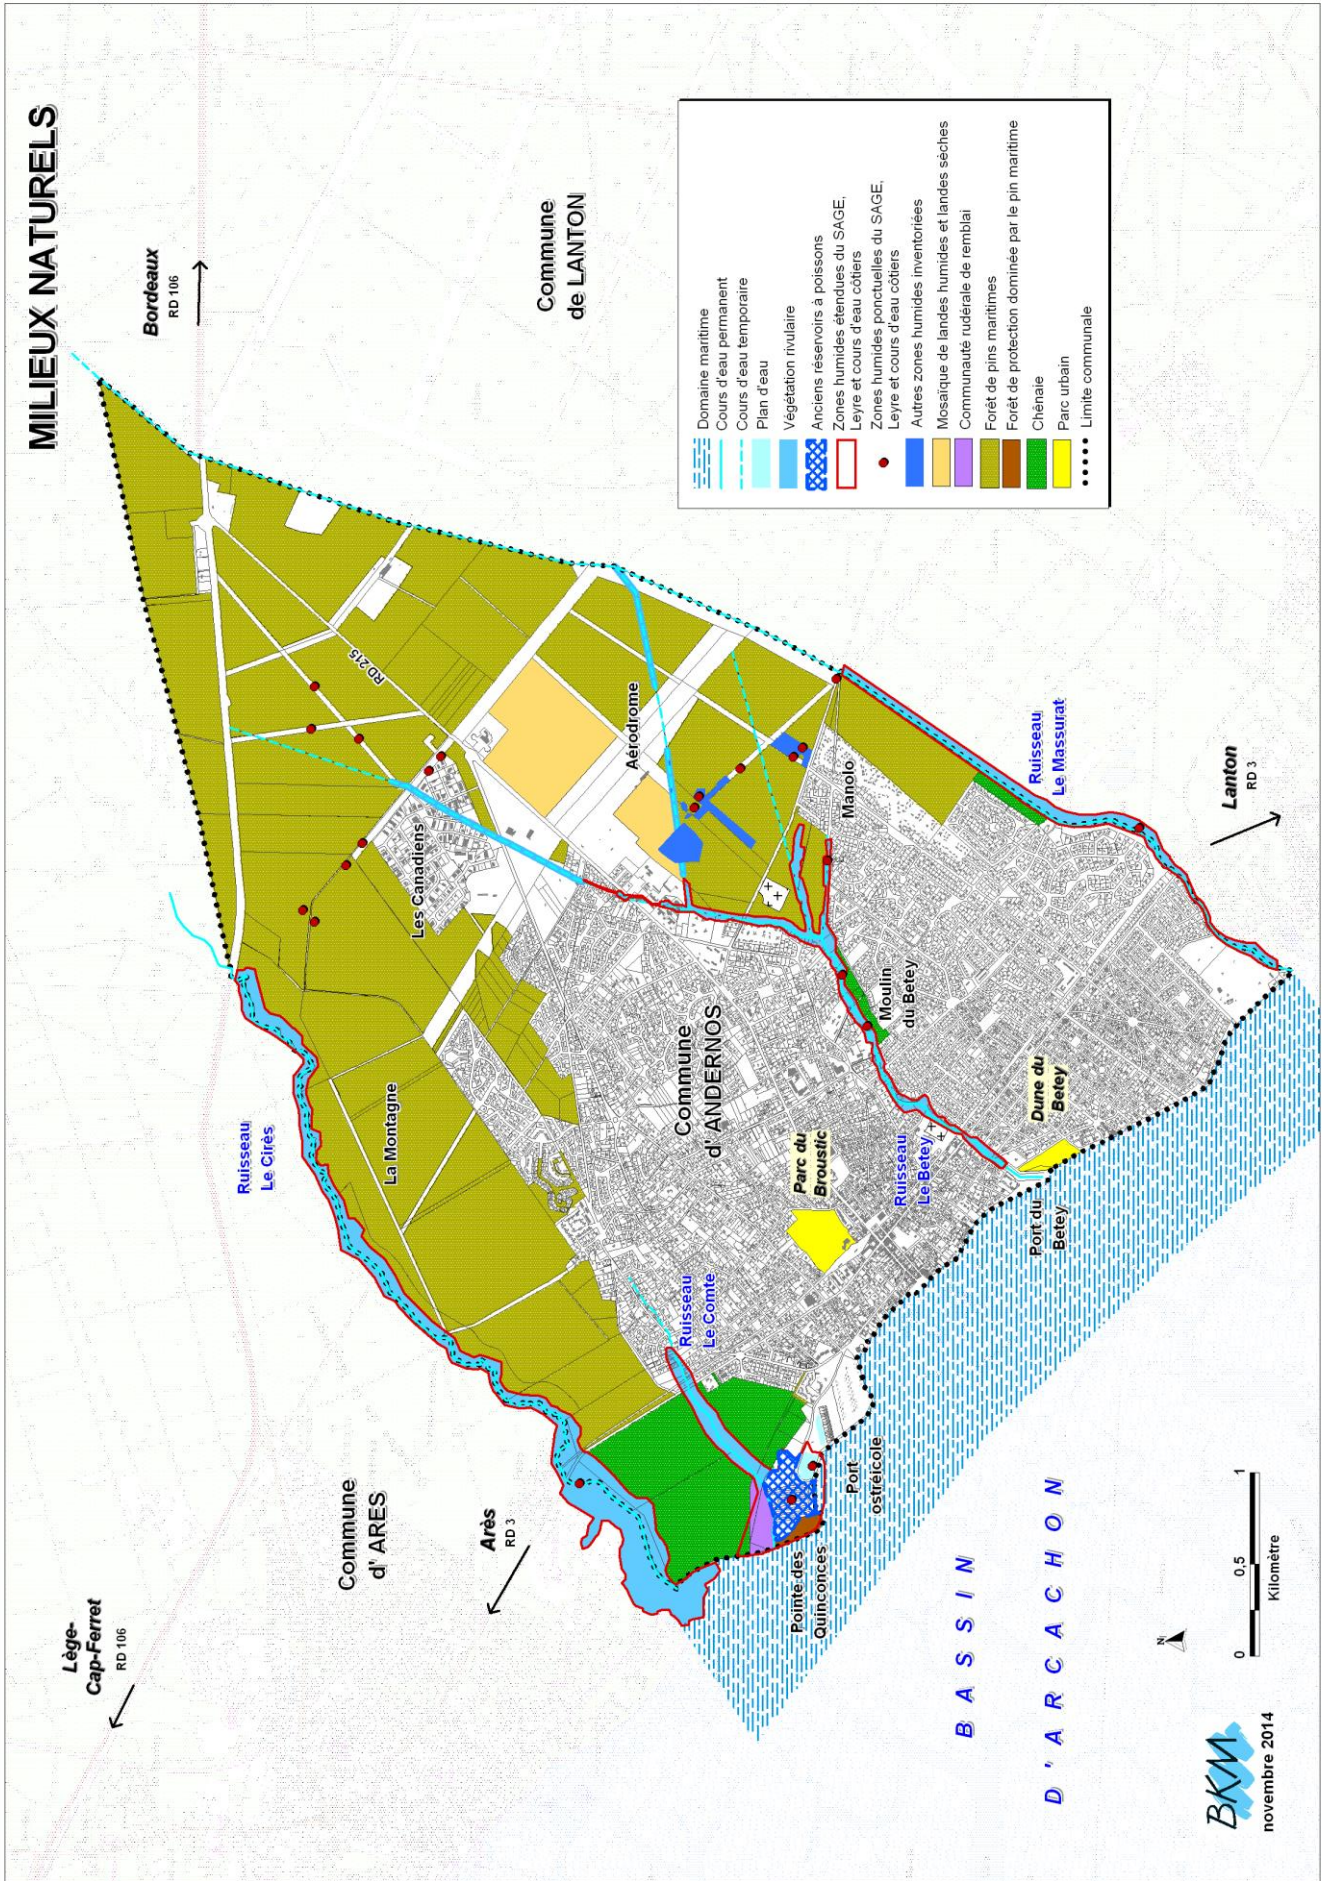 MILIEUX NATURELS
Lège-
Cap-Ferret
RD 106
Bordeaux
RD 106
Commune
d' ARES
Arès
RD 3
Commune
de LANTON
Ruisseau
Le Cirès
La Montagne
Les Canadiens
RD 215
Aérodrome
Manolo
Ruisseau
Le Massurat
Lanton
RD 3
Commune
d' ANDERNOS
Moulin
du Betey
Ruisseau
Le Comte
Parc du
Broustic
Ruisseau
Le Betey
Dune du
Betey
Port du
Betey
Port
ostréicole
Pointe des
Quinconces
B A S S I N
D ' A R C A C H O N
Domaine maritime
Cours d'eau permanent
Cours d'eau temporaire
Plan d'eau
Végétation rivulaire
Anciens réservoirs à poissons
Zones humides étendues du SAGE,
Leyre et cours d'eau côtiers
Zones humides ponctuelles du SAGE,
Leyre et cours d'eau côtiers
Autres zones humides inventoriées
Mosaïque de landes humides et landes sèches
Communauté rudérale de remblai
Forêt de pins maritimes
Forêt de protection dominée par le pin maritime
Chênaie
Parc urbain
Limite communale
N
0 0,5 1
Kilomètre
BKM
novembre 2014